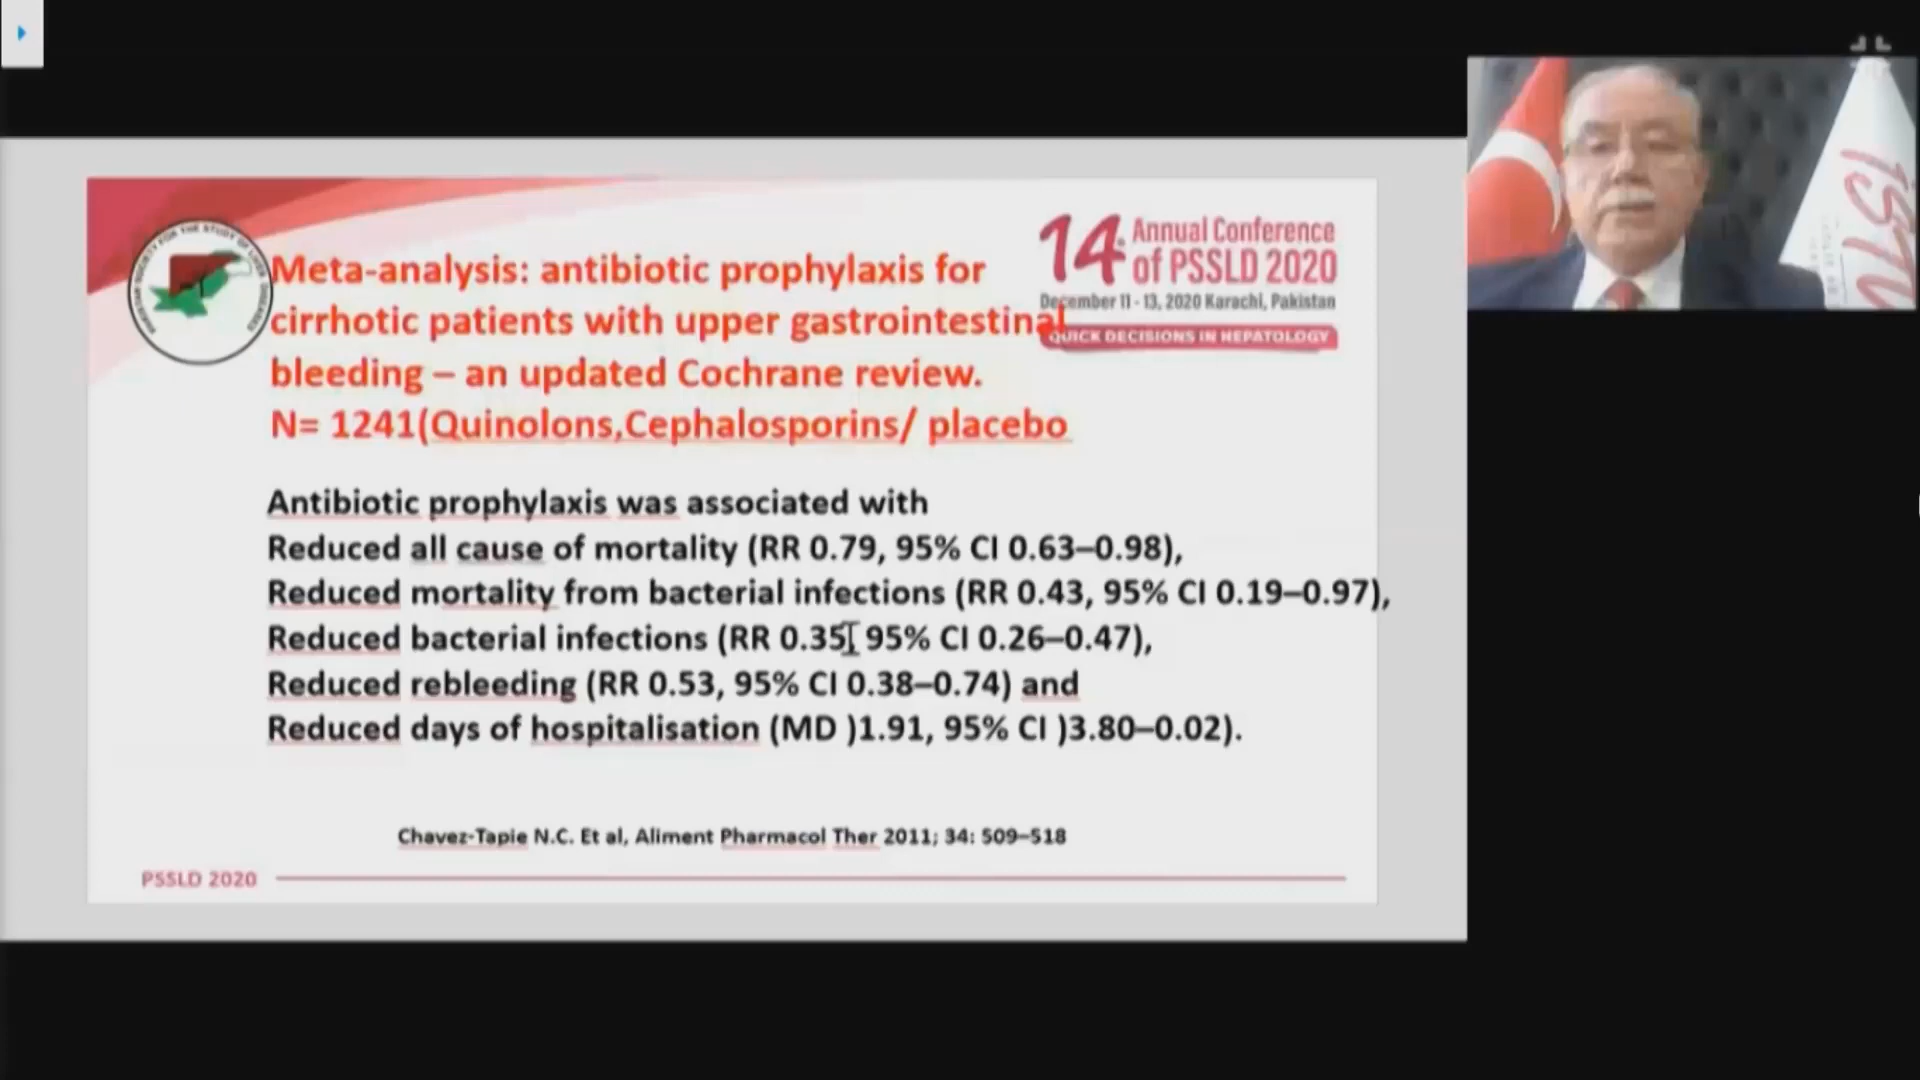 Meta-analysis: antibiotic prophylaxis for
cirrhotic patients with upper gastrointestinal
bleeding – an updated Cochrane review.
N= 1241(Quinolons,Cephalosporins/ placebo
14th Annual Conference
of PSSLD 2020
December 11 - 13, 2020 Karachi, Pakistan
QUICK DECISIONS IN HEPATOLOGY
Antibiotic prophylaxis was associated with
Reduced all cause of mortality (RR 0.79, 95% CI 0.63–0.98),
Reduced mortality from bacterial infections (RR 0.43, 95% CI 0.19–0.97),
Reduced bacterial infections (RR 0.35, 95% CI 0.26–0.47),
Reduced rebleeding (RR 0.53, 95% CI 0.38–0.74) and
Reduced days of hospitalisation (MD )1.91, 95% CI )3.80–0.02).
Chavez-Tapie N.C. Et al, Aliment Pharmacol Ther 2011; 34: 509–518
PSSLD 2020